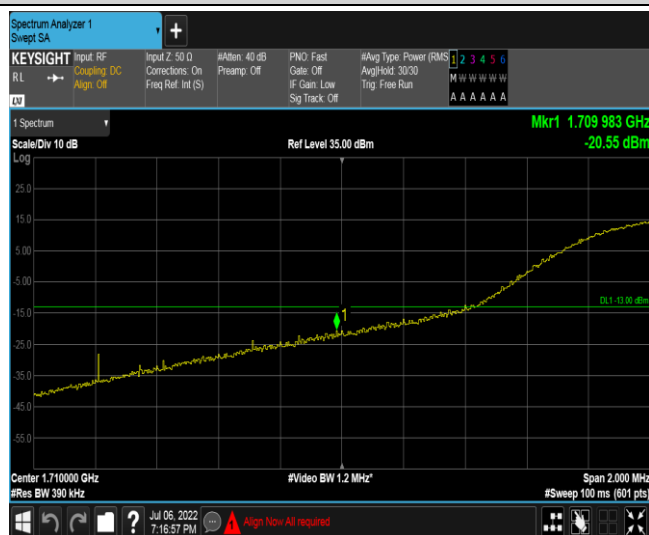 Spectrum Analyzer 1
Swept SA
+
KEYSIGHT
RL
LXI
Input: RF
Coupling: DC
Align: Off
Input Z: 50 Ω
Corrections: On
Freq Ref: Int (S)
#Atten: 40 dB
Preamp: Off
PNO: Fast
Gate: Off
IF Gain: Low
Sig Track: Off
#Avg Type: Power (RMS
Avg|Hold: 30/30
Trig: Free Run
1 2 3 4 5 6
M W W W W W
A A A A A A
1 Spectrum
Scale/Div 10 dB
Ref Level 35.00 dBm
Mkr1 1.709 983 GHz
-20.55 dBm
Log
25.0
15.0
5.00
-5.00
DL1 -13.00 dBm
-15.0
1
-25.0
-35.0
-45.0
-55.0
Center 1.710000 GHz
#Video BW 1.2 MHz*
Span 2.000 MHz
#Res BW 390 kHz
#Sweep 100 ms (601 pts)
?
Jul 06, 2022
7:16:57 PM
1
Align Now All required